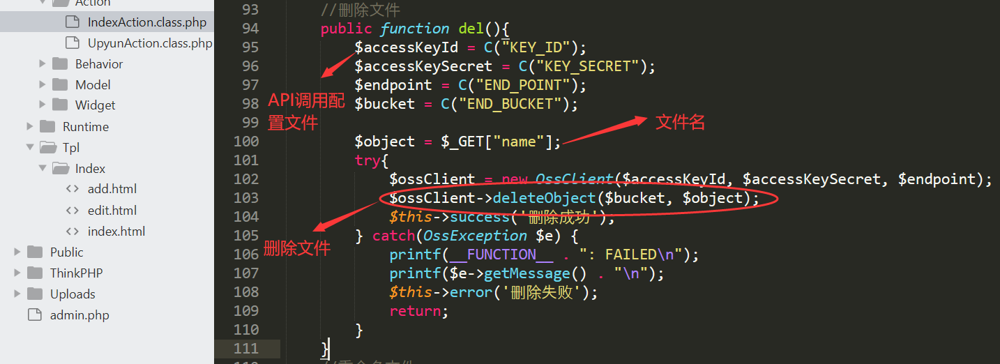 Action
IndexAction.class.php
UpyunAction.class.php
Behavior
Model
Widget
Runtime
Tpl
Index
add.html
edit.html
index.html
Public
ThinkPHP
Uploads
admin.php
93 //删除文件
94 public function del(){
95 $accessKeyId = C("KEY_ID");
96 $accessKeySecret = C("KEY_SECRET");
97 $endpoint = C("END_POINT");
98 $bucket = C("END_BUCKET");
99
100 $object = $_GET["name"];
101 try{
102 $ossClient = new OssClient($accessKeyId, $accessKeySecret, $endpoint);
103 $ossClient->deleteObject($bucket, $object);
104 $this->success('删除成功');
105 } catch(OssException $e) {
106 printf(__FUNCTION__ . ": FAILED\n");
107 printf($e->getMessage() . "\n");
108 $this->error('删除失败');
109 return;
110 }
111 }
API调用配
置文件
文件名
删除文件